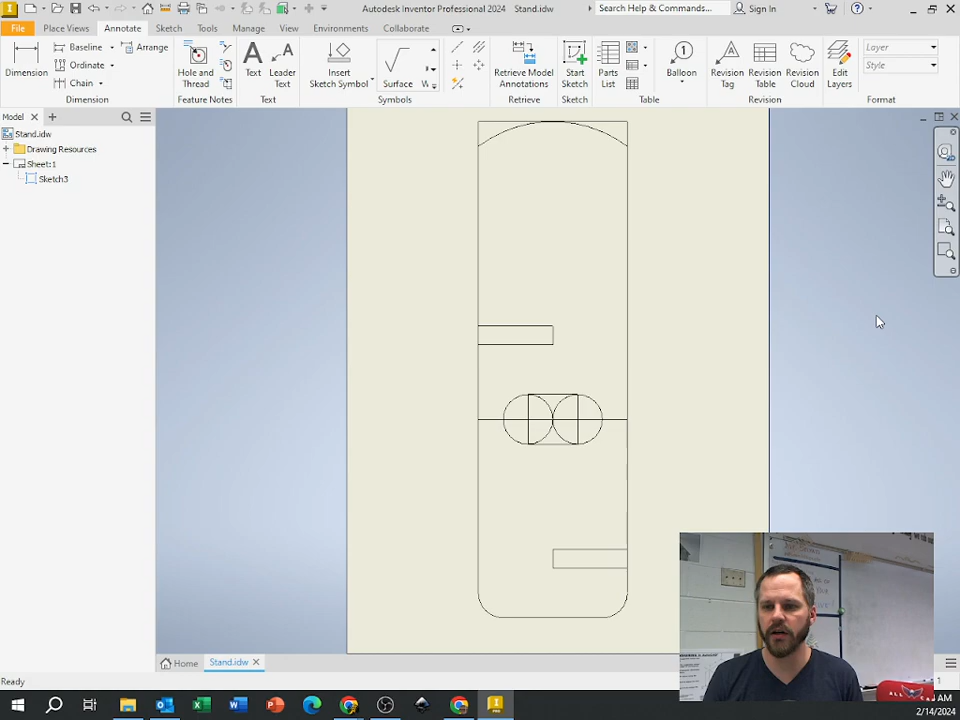 Autodesk Inventor Professional 2024 Stand.idw
Search Help & Commands...
Sign In
File
Place Views
Annotate
Sketch
Tools
Manage
View
Environments
Collaborate
Dimension
Baseline
Ordinate
Chain
Arrange
Dimension
Hole and
Thread
Feature Notes
Text
Leader
Text
Text
Insert
Sketch Symbol
Surface
Symbols
Retrieve Model
Annotations
Retrieve
Start
Sketch
Sketch
Parts
List
Balloon
Table
Revision
Tag
Revision
Table
Revision
Cloud
Revision
Edit
Layers
Layer
Style
Format
Model
Stand.idw
Drawing Resources
Sheet:1
Sketch3
Home
Stand.idw
Ready
1
AM
2/14/2024